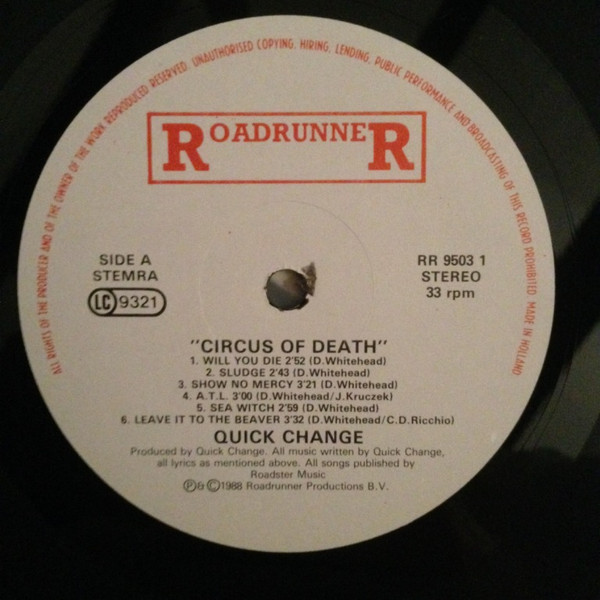 ALL RIGHTS OF THE PRODUCER AND OF THE OWNER OF THE WORK REPRODUCED RESERVED. UNAUTHORISED COPYING, HIRING, LENDING, PUBLIC PERFORMANCE AND BROADCASTING OF THIS RECORD PROHIBITED MADE IN HOLLAND
ROADRUNNER
SIDE A
STEMRA
LC 9321
RR 9503 1
STEREO
33 rpm
"CIRCUS OF DEATH"
1. WILL YOU DIE 2'52 (D.Whitehead)
2. SLUDGE 2'43 (D.Whitehead)
3. SHOW NO MERCY 3'21 (D.Whitehead)
4. A.T.L. 3'00 (D.Whitehead/J.Kruczek)
5. SEA WITCH 2'59 (D.Whitehead)
6. LEAVE IT TO THE BEAVER 3'32 (D.Whitehead/C.D.Ricchio)
QUICK CHANGE
Produced by Quick Change. All music written by Quick Change,
all lyrics as mentioned above. All songs published by
Roadster Music
℗&©1988 Roadrunner Productions B.V.